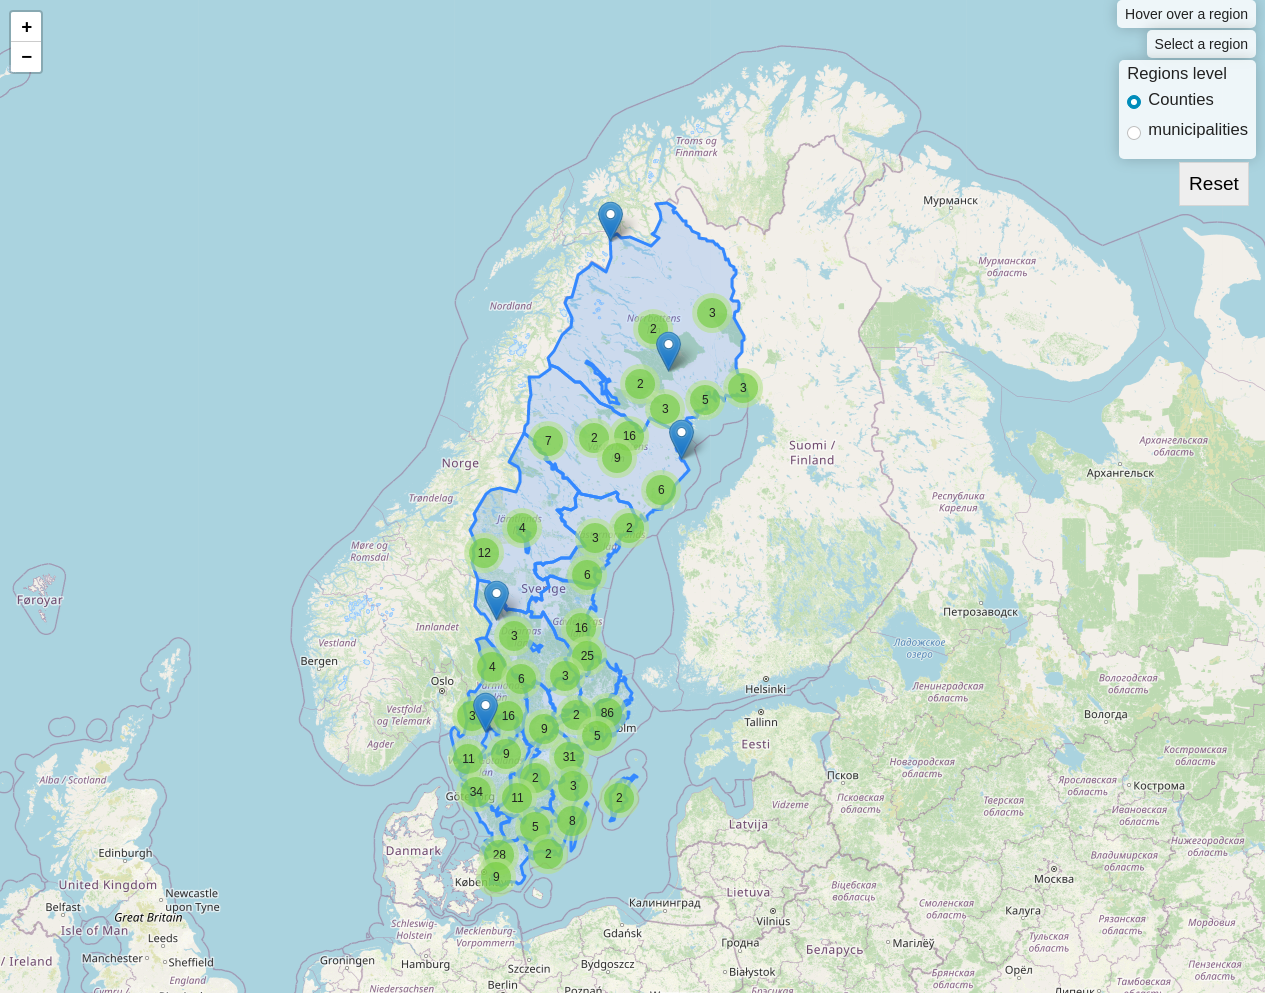 +
−
Hover over a region
Select a region
Regions level
Counties
municipalities
Reset
Troms og
Finnmark
Мурманск
Мурманская
область
Nordland
Norrbottens
2
3
2
3
5
3
7
2
16
9
6
Norge
Suomi /
Finland
Архангельская
область
Архангельск
Trøndelag
Республика
Карелия
4
3
2
12
Møre og
Romsdal
6
Føroyar
Sverige
Петрозаводск
Innlandet
16
3
Vestland
25
Ладожское
озеро
Bergen
4
6
3
Oslo
Helsinki
Ленинградская
область
Вологодская
область
Vestfold
og Telemark
3
16
2
86
Вологда
Tallinn
9
5
Agder
Eesti
11
9
31
Костромская
область
Новгородская
область
Псков
Alba / Scotland
2
3
Ярославская
область
Кострома
34
11
2
Vidzeme
Псковская
область
Тверская
область
Ивановская
область
5
8
Latvija
Danmark
Нижегородская
область
Edinburgh
28
2
Владимирская
область
9
Москва
United Kingdom
Newcastle
upon Tyne
Lietuva
Віцебская
вобласць
Belfast
Great Britain
Калининград
Смоленская
область
Калуга
Isle of Man
Schleswig-
Holstein
Vilnius
Рязанская
область
Мордовия
Leeds
Mecklenburg-
Vorpommern
Gdańsk
Гродна
Беларусь
Магілёў
Тульская
область
Manchester
Sheffield
/ Ireland
Groningen
Hamburg
Szczecin
Bydgoszcz
Białystok
Брянская
область
Орёл
Пензенская
область
England
Berlin
Niedersachsen
Poznań
Липецк
Тамбовская
область